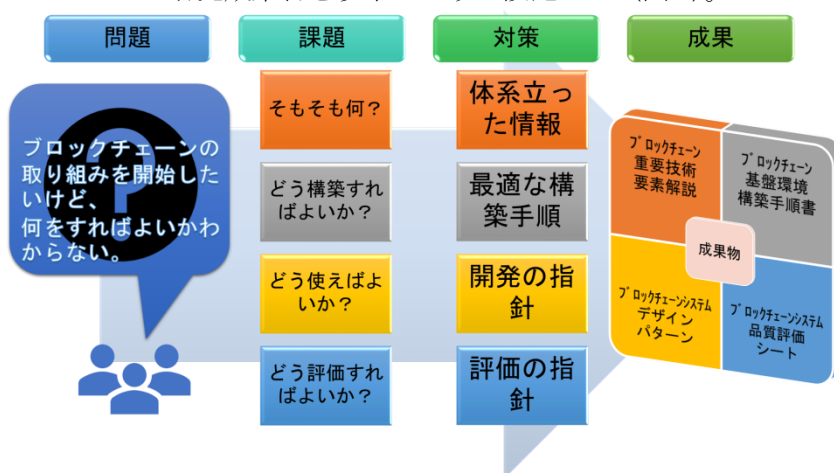 問題
課題
対策
成果
ブロックチェーンの
取り組みを開始した
いけど、
何をすればよいかわ
からない。
そもそも何？
体系立っ
た情報
どう構築すれ
ばよいか？
最適な構
築手順
どう使えばよ
いか？
開発の指
針
どう評価すれ
ばよいか？
評価の指
針
ﾌﾞﾛｯｸﾁｪｰﾝ
重要技術
要素解説
ﾌﾞﾛｯｸﾁｪｰﾝ
基盤環境
構築手順書
成果物
ﾌﾞﾛｯｸﾁｪｰﾝｼｽﾃﾑ
デザイン
パターン
ﾌﾞﾛｯｸﾁｪｰﾝｼｽﾃﾑ
品質評価
シート